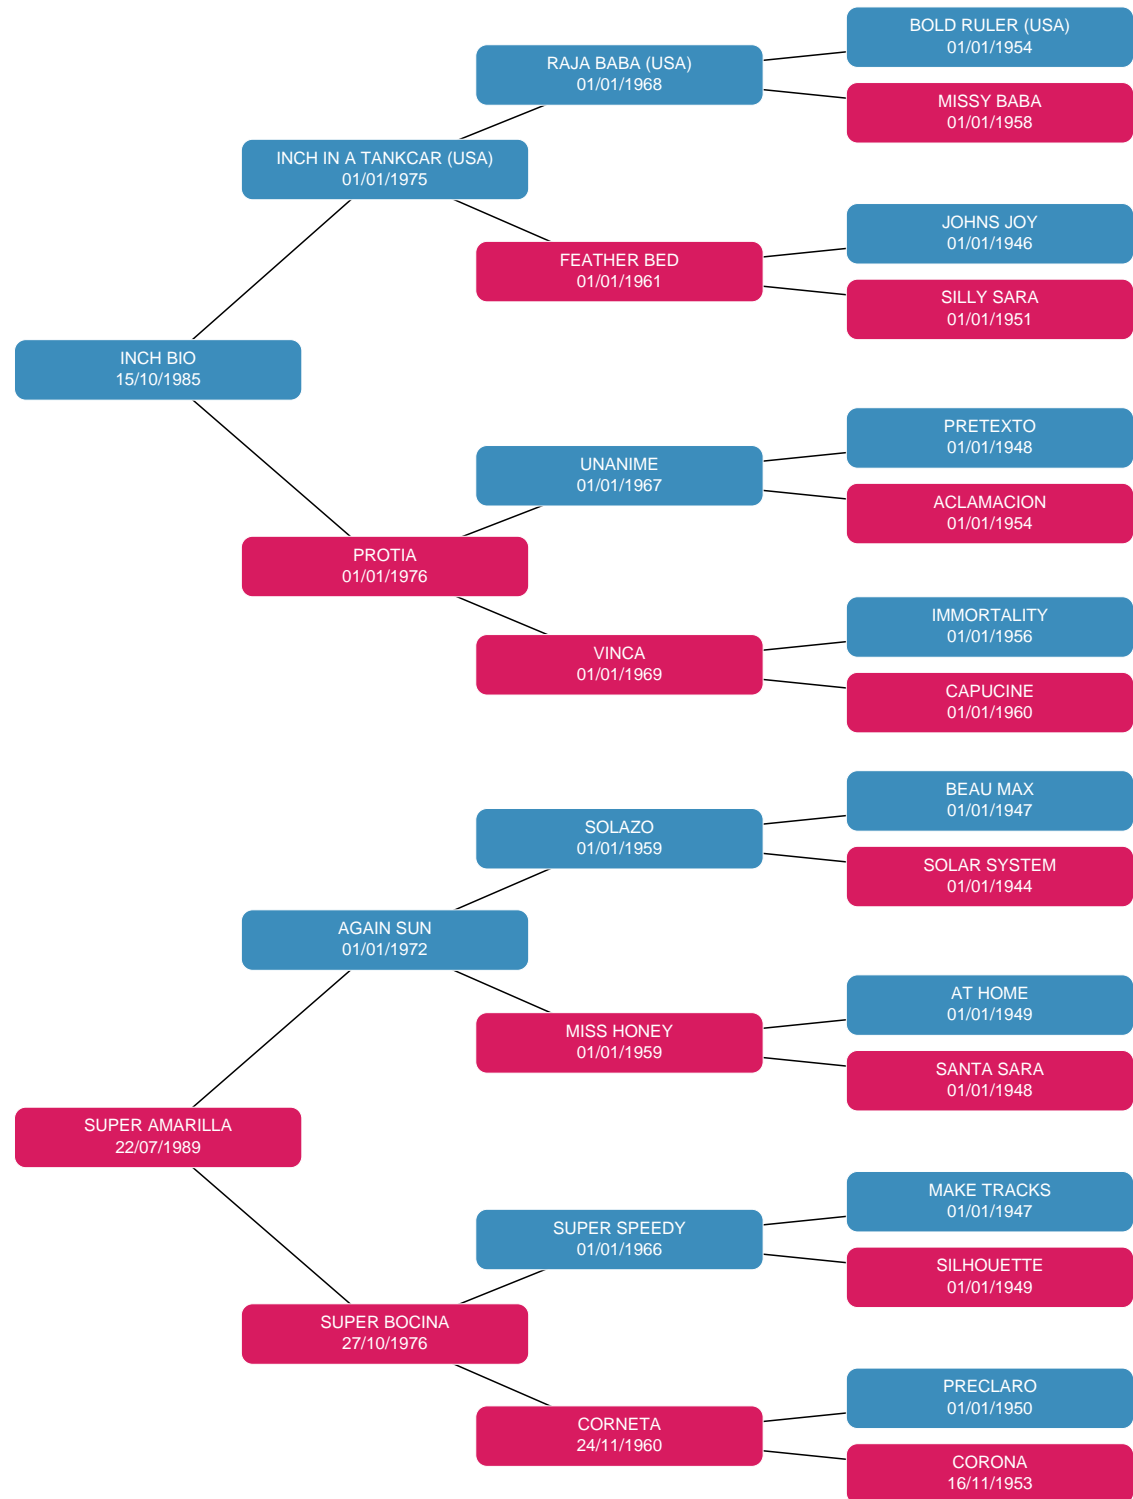 BOLD RULER (USA)
01/01/1954
RAJA BABA (USA)
01/01/1968
MISSY BABA
01/01/1958
INCH IN A TANKCAR (USA)
01/01/1975
JOHNS JOY
01/01/1946
FEATHER BED
01/01/1961
SILLY SARA
01/01/1951
INCH BIO
15/10/1985
PRETEXTO
01/01/1948
UNANIME
01/01/1967
ACLAMACION
01/01/1954
PROTIA
01/01/1976
IMMORTALITY
01/01/1956
VINCA
01/01/1969
CAPUCINE
01/01/1960
BEAU MAX
01/01/1947
SOLAZO
01/01/1959
SOLAR SYSTEM
01/01/1944
AGAIN SUN
01/01/1972
AT HOME
01/01/1949
MISS HONEY
01/01/1959
SANTA SARA
01/01/1948
SUPER AMARILLA
22/07/1989
MAKE TRACKS
01/01/1947
SUPER SPEEDY
01/01/1966
SILHOUETTE
01/01/1949
SUPER BOCINA
27/10/1976
PRECLARO
01/01/1950
CORNETA
24/11/1960
CORONA
16/11/1953